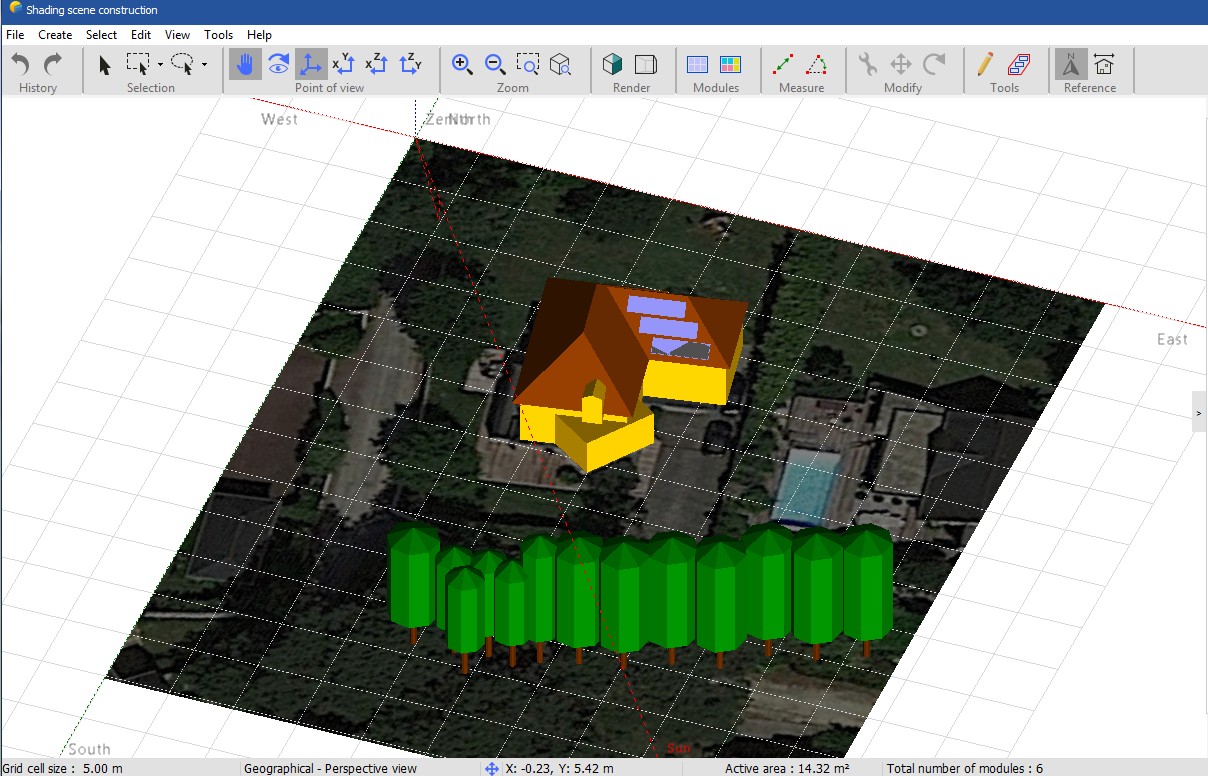 Shading scene construction
File Create Select Edit View Tools Help
X Y X Z Z Y
N
History Selection Point of view Zoom Render Modules Measure Modify Tools Reference
West Zenith North
East
>
South Sun
Grid cell size : 5.00 m Geographical - Perspective view X: -0.23, Y: 5.42 m Active area : 14.32 m² Total number of modules : 6